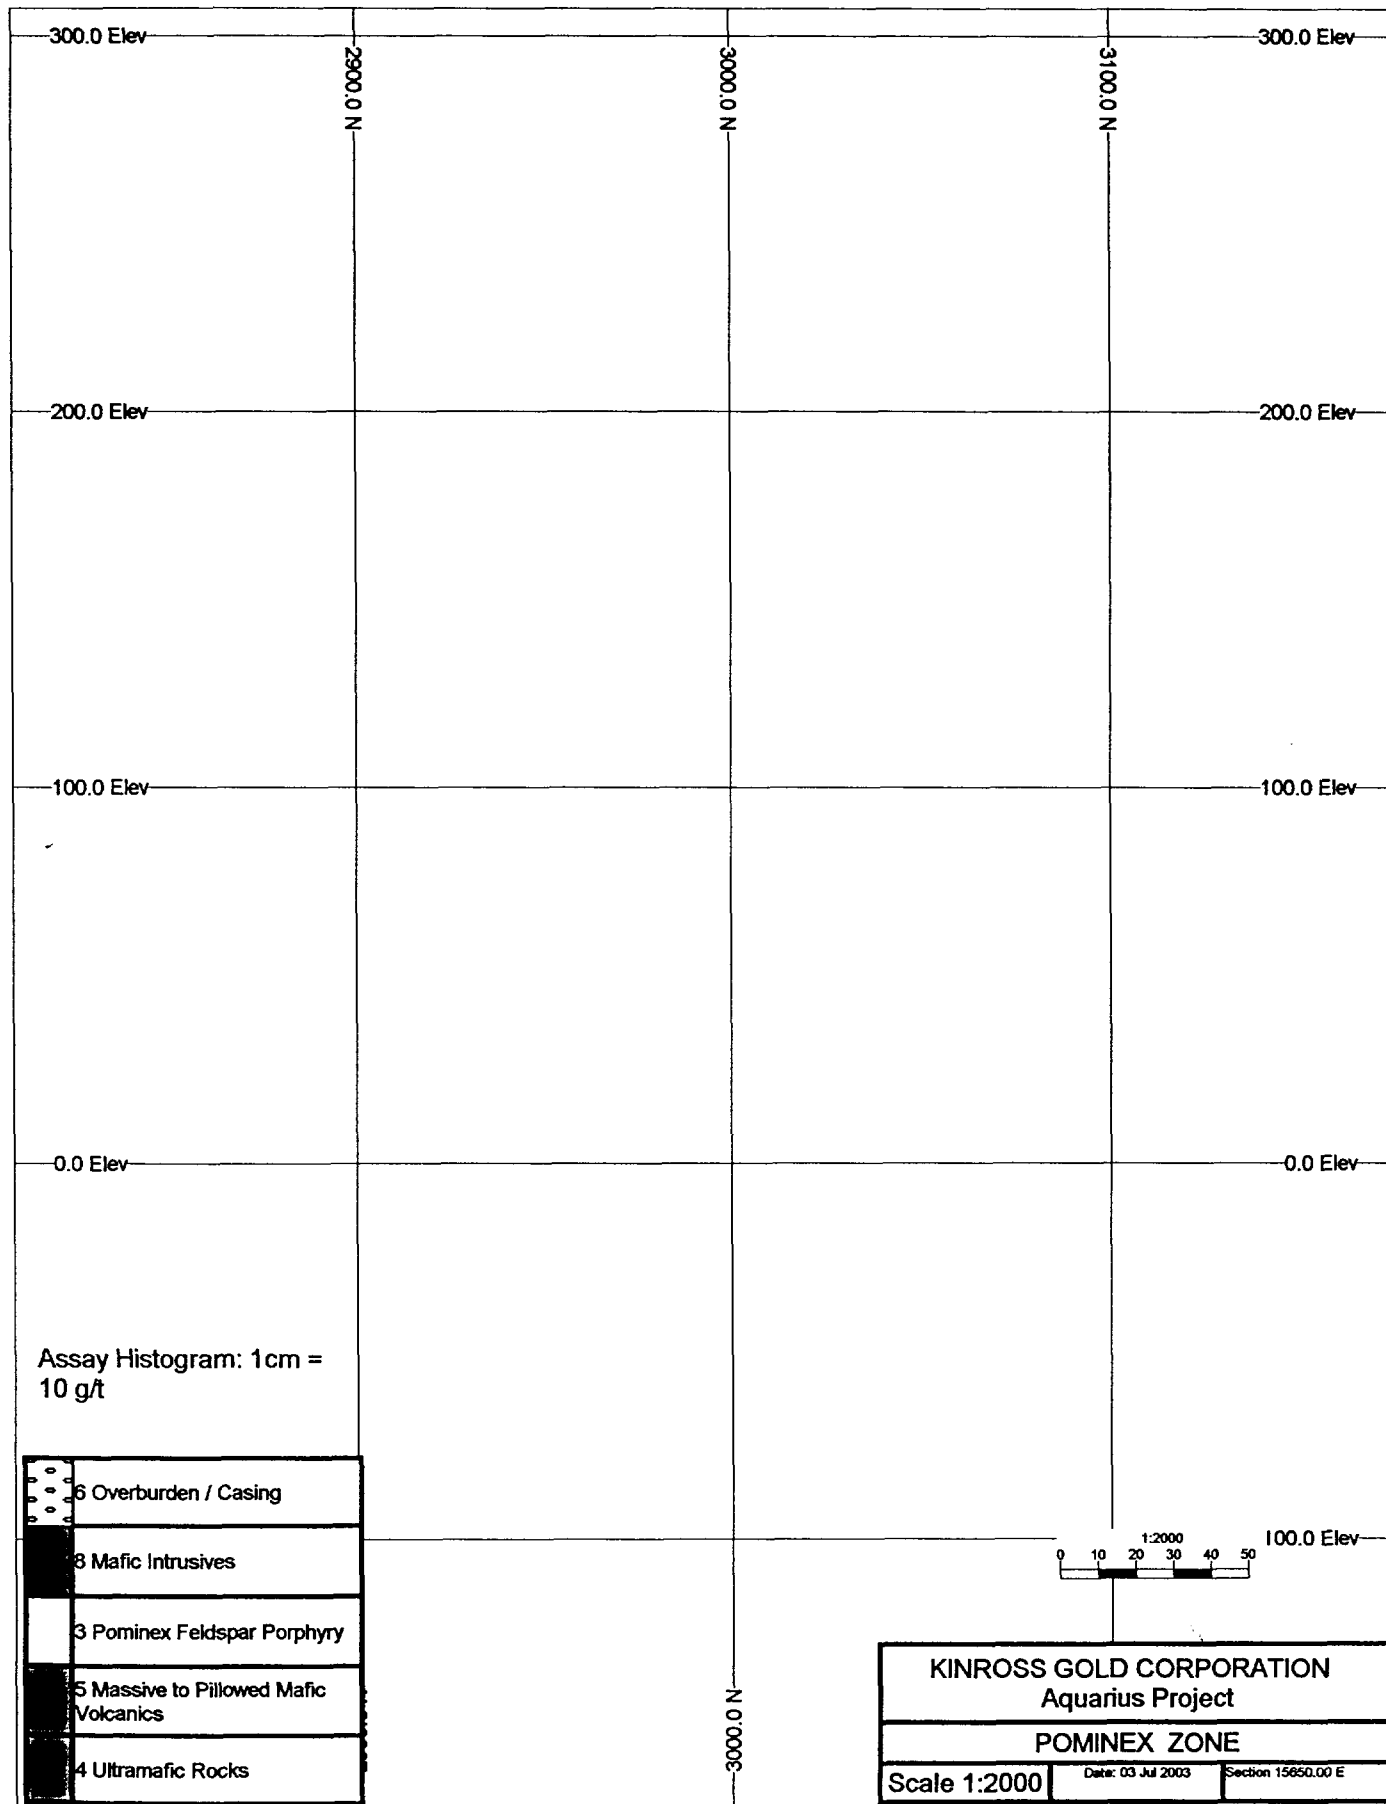 300.0 Elev
300.0 Elev
2900.0 N
3000.0 N
3100.0 N
200.0 Elev
200.0 Elev
100.0 Elev
100.0 Elev
0.0 Elev
0.0 Elev
Assay Histogram: 1cm =
10 g/t
6 Overburden / Casing
8 Mafic Intrusives
3 Pominex Feldspar Porphyry
5 Massive to Pillowed Mafic
Volcanics
4 Ultramafic Rocks
1:2000
0 10 20 30 40 50
100.0 Elev
3000.0 N
KINROSS GOLD CORPORATION
Aquarius Project
POMINEX ZONE
Scale 1:2000
Date: 03 Jul 2003
Section 15650.00 E